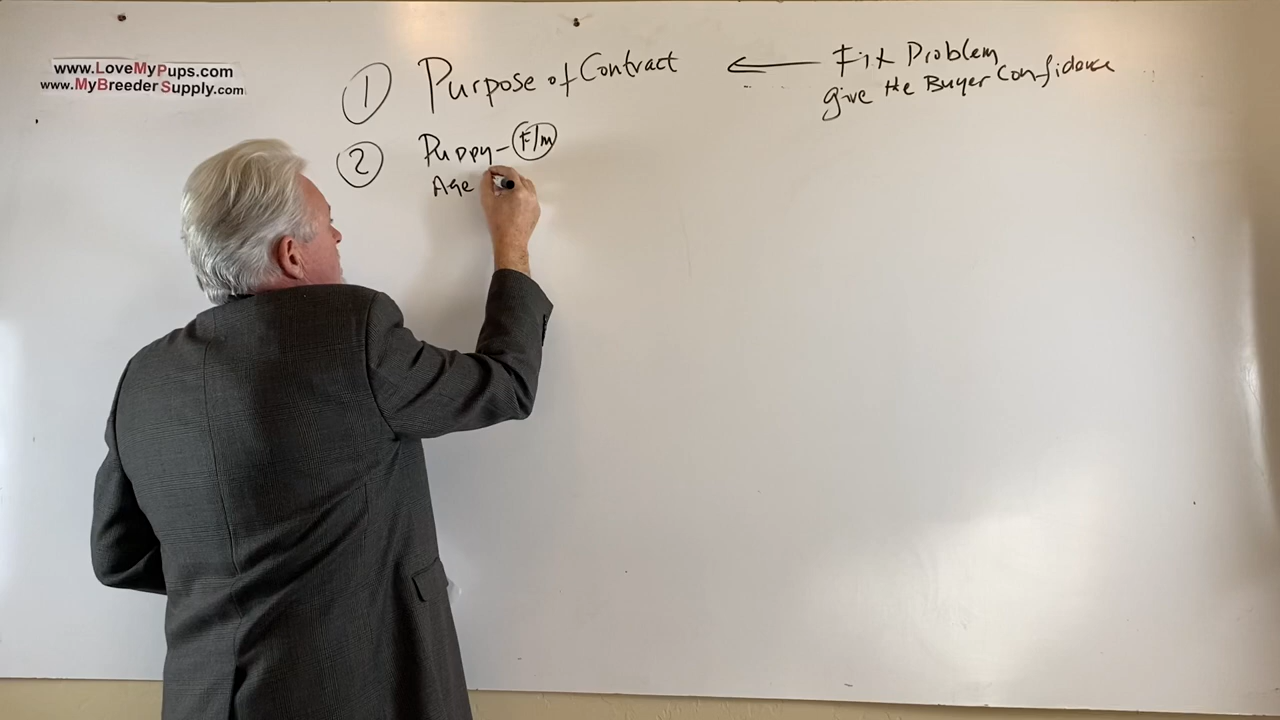 www.LoveMyPups.com
www.MyBreederSupply.com
① Purpose of Contract ← Fix Problem
give the Buyer Confidence
② Puppy - F/m
Age